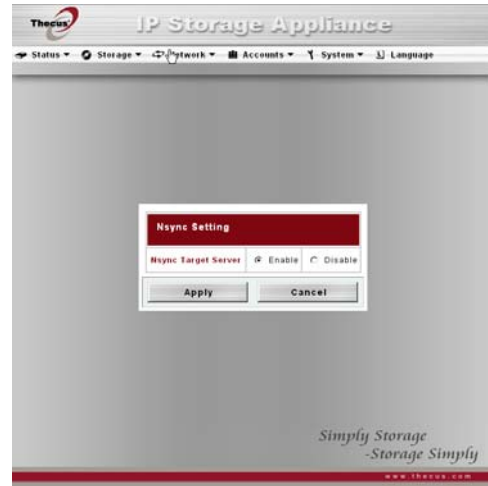 Thecus
IP Storage Appliance
Status Storage Network Accounts System Language
Nsync Setting
Nsync Target Server Enable Disable
Apply Cancel
Simply Storage
-Storage Simply
www.thecus.com